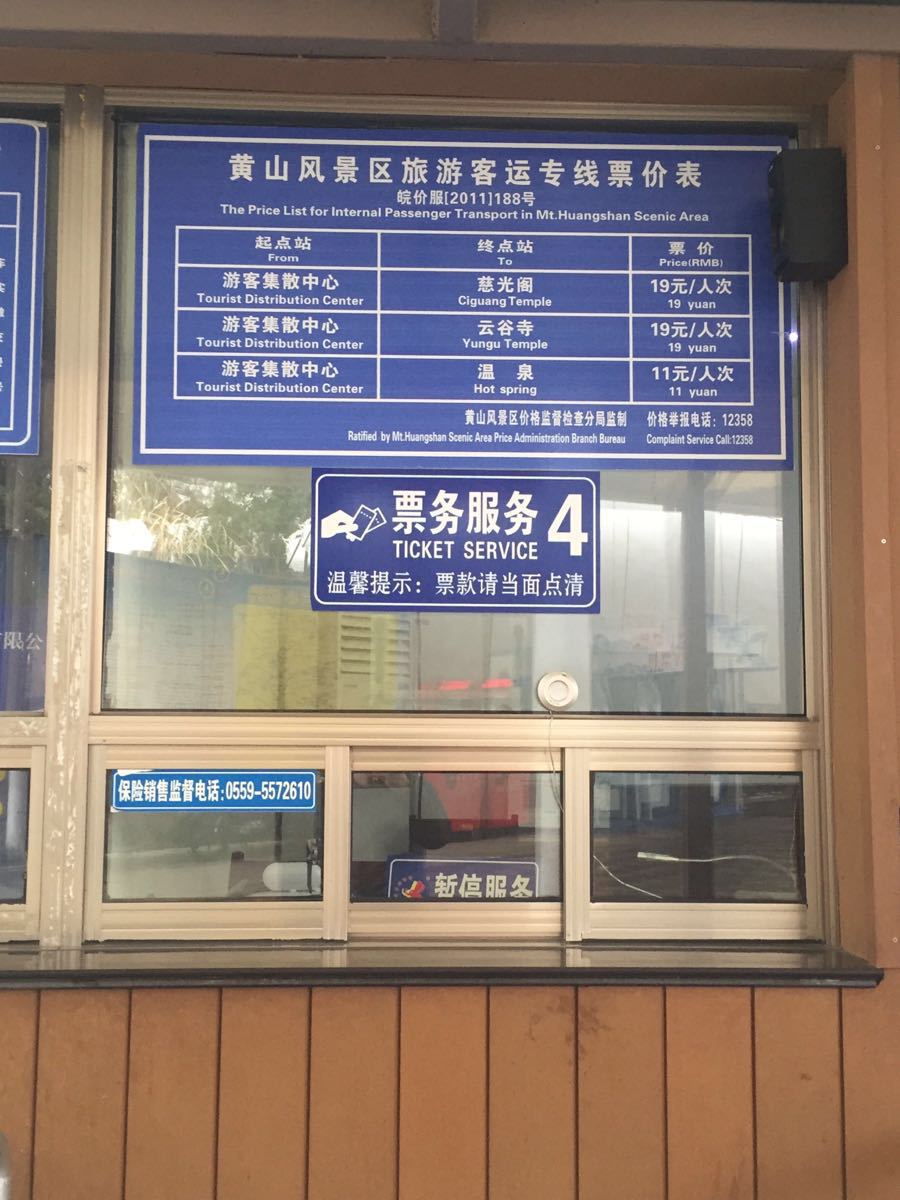 黄山风景区旅游客运专线票价表
皖价服[2011]188号
The Price List for Internal Passenger Transport in Mt.Huangshan Scenic Area
起点站 终点站 票 价
From To Price(RMB)
游客集散中心 慈光阁 19元/人次
Tourist Distribution Center Ciguang Temple 19 yuan
游客集散中心 云谷寺 19元/人次
Tourist Distribution Center Yungu Temple 19 yuan
游客集散中心 温 泉 11元/人次
Tourist Distribution Center Hot spring 11 yuan
黄山风景区价格监督检查分局监制 价格举报电话：12358
Ratified by Mt.Huangshan Scenic Area Price Administration Branch Bureau Complaint Service Call:12358
票务服务 4
TICKET SERVICE
温馨提示：票款请当面点清
有限公
保险销售监督电话:0559-5572610
暂停服务